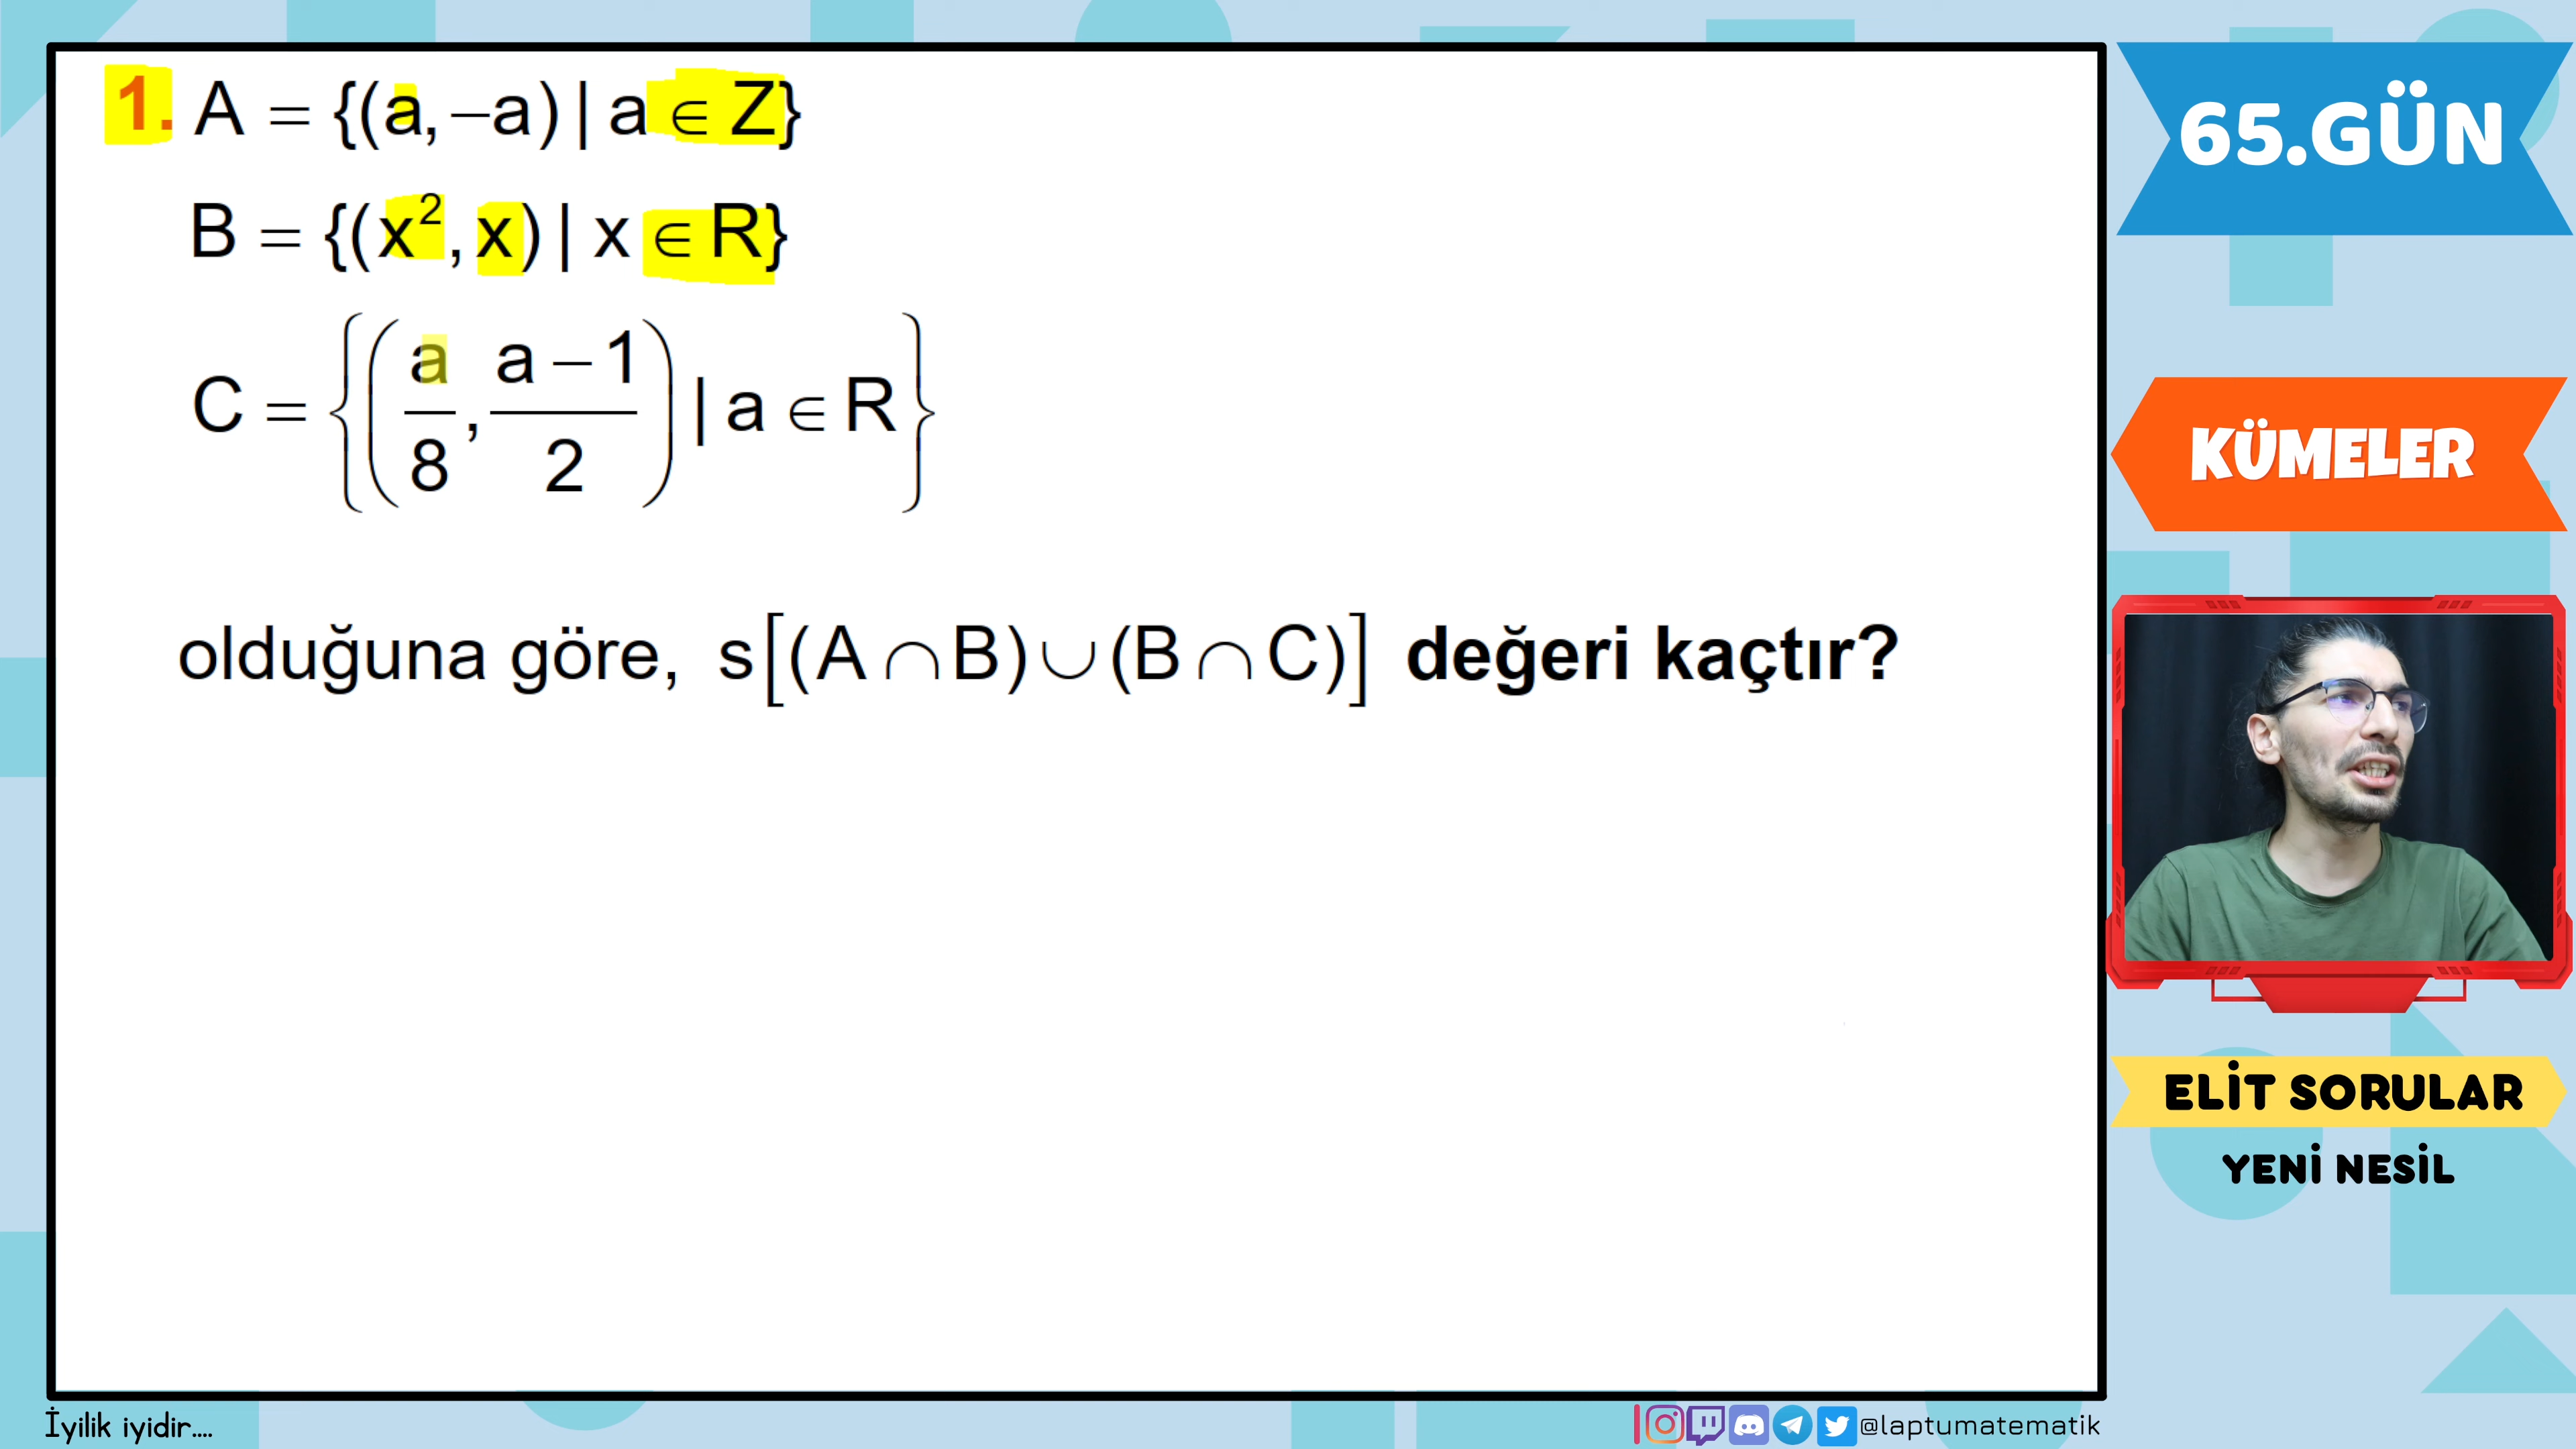 1. A = {(a, −a) | a ∈ Z}
B = {(x², x) | x ∈ R}
C = {(a/8, (a − 1)/2) | a ∈ R}
olduğuna göre, s[(A ∩ B) ∪ (B ∩ C)] değeri kaçtır?
65.GÜN
KÜMELER
ELİT SORULAR
YENİ NESİL
İyilik iyidir....
@laptumatematik